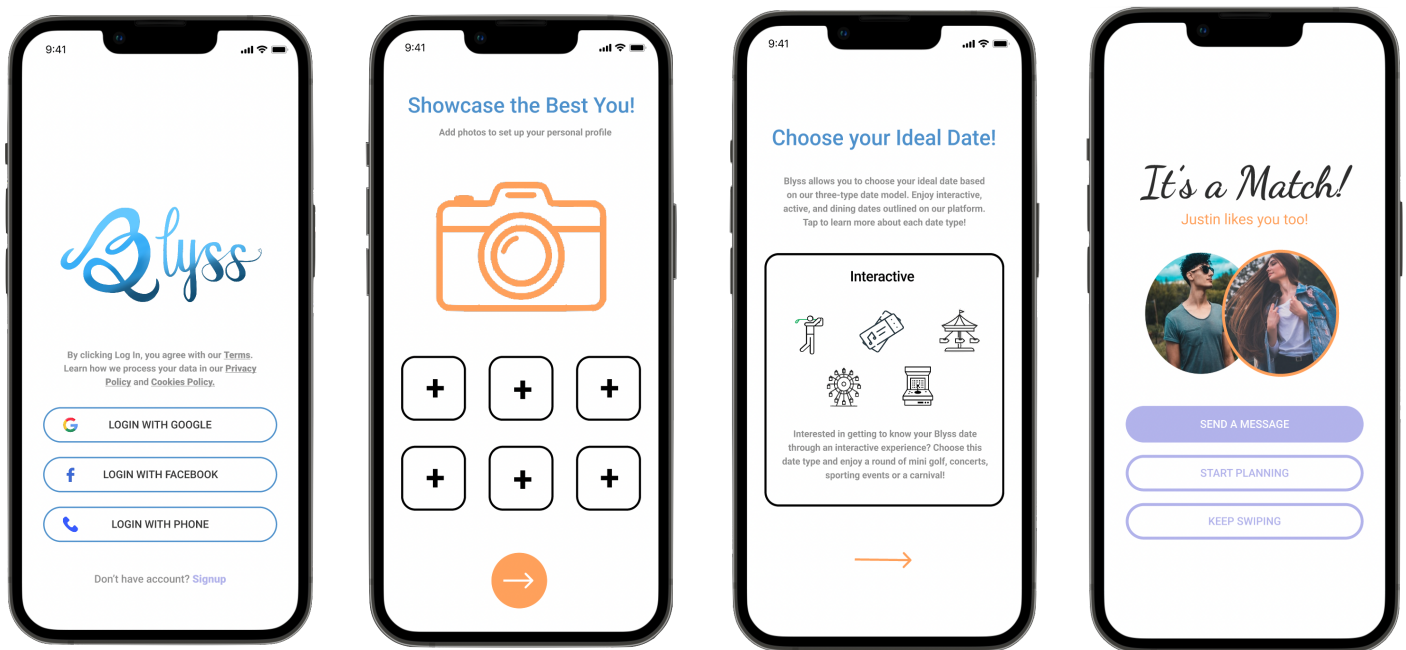 9:41
Blyss
By clicking Log In, you agree with our Terms.
Learn how we process your data in our Privacy
Policy and Cookies Policy.
LOGIN WITH GOOGLE
LOGIN WITH FACEBOOK
LOGIN WITH PHONE
Don't have account? Signup
9:41
Showcase the Best You!
Add photos to set up your personal profile
9:41
Choose your Ideal Date!
Blyss allows you to choose your ideal date based
on our three-type date model. Enjoy interactive,
active, and dining dates outlined on our platform.
Tap to learn more about each date type!
Interactive
Interested in getting to know your Blyss date
through an interactive experience? Choose this
date type and enjoy a round of mini golf, concerts,
sporting events or a carnival!
It's a Match!
Justin likes you too!
SEND A MESSAGE
START PLANNING
KEEP SWIPING